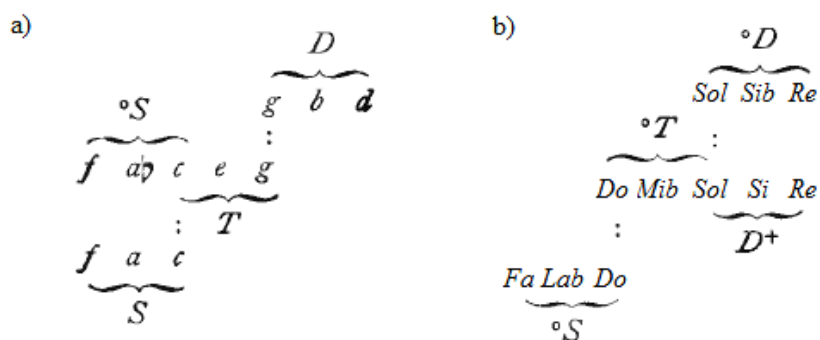 a)
D
g b d
°S
:
f a♭ c e g
: T
f a c
S
b)
°D
Sol Sib Re
°T
:
Do Mib Sol Si Re
: D+
Fa Lab Do
°S